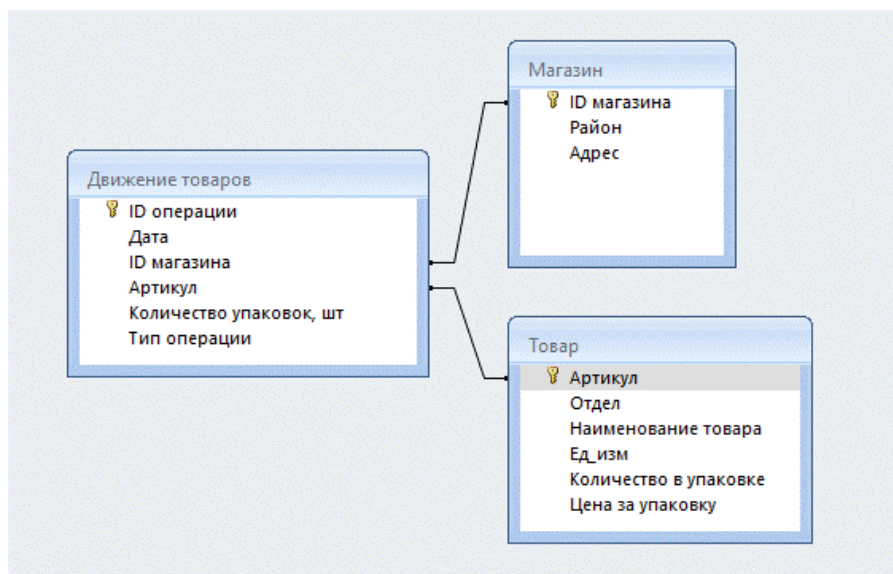 Магазин
ID магазина
Район
Адрес
Движение товаров
ID операции
Дата
ID магазина
Артикул
Количество упаковок, шт
Тип операции
Товар
Артикул
Отдел
Наименование товара
Ед_изм
Количество в упаковке
Цена за упаковку